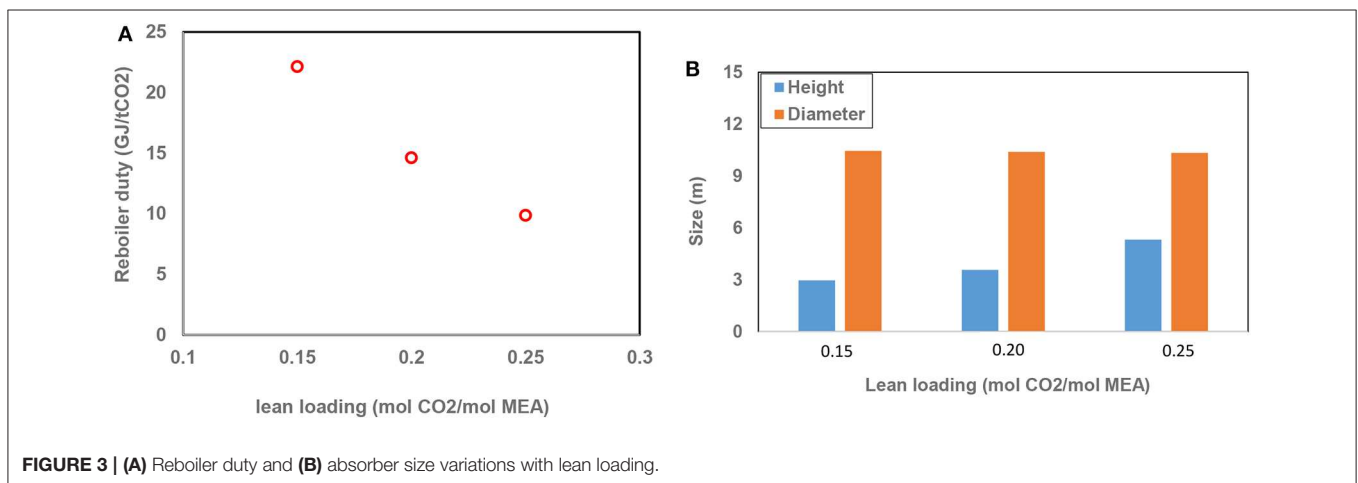 A
Reboiler duty (GJ/tCO2)
25
20
15
10
5
0
0.1 0.15 0.2 0.25 0.3
lean loading (mol CO2/mol MEA)
B
Size (m)
15
12
9
6
3
0
Height
Diameter
0.15 0.20 0.25
Lean loading (mol CO2/mol MEA)
FIGURE 3 | (A) Reboiler duty and (B) absorber size variations with lean loading.